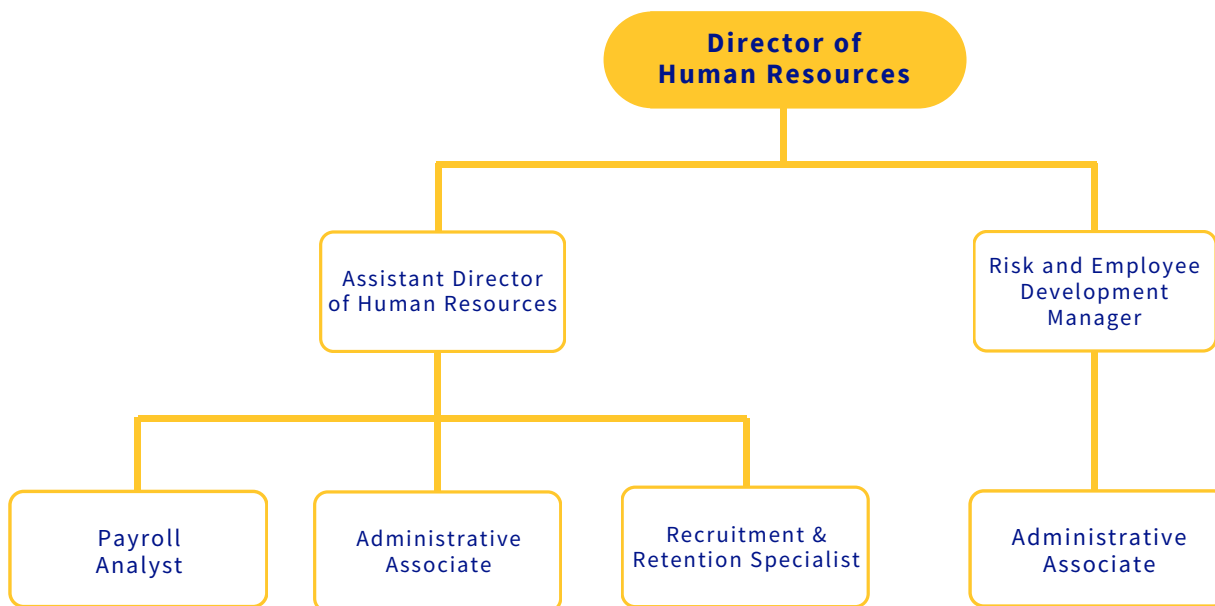 Director of
Human Resources
Assistant Director
of Human Resources
Risk and Employee
Development
Manager
Payroll
Analyst
Administrative
Associate
Recruitment &
Retention Specialist
Administrative
Associate